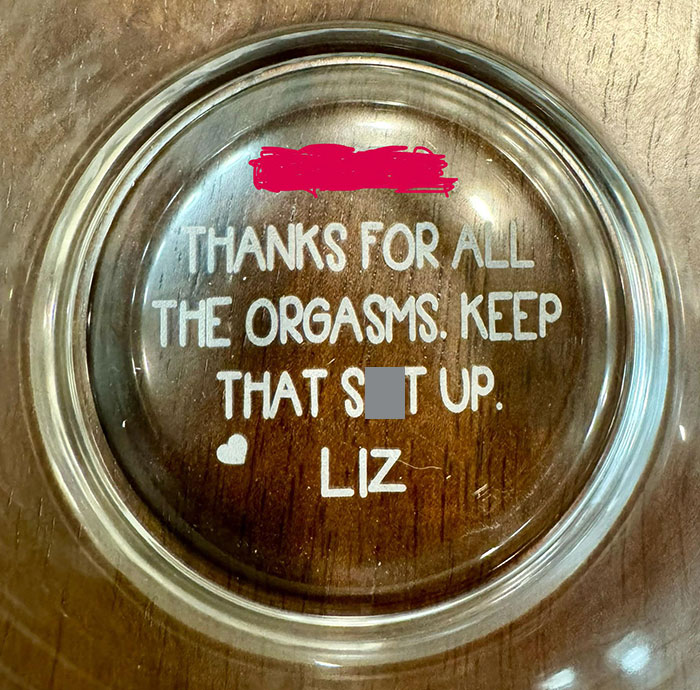 THANKS FOR ALL
THE ORGASMS. KEEP
THAT S T UP.
LIZ